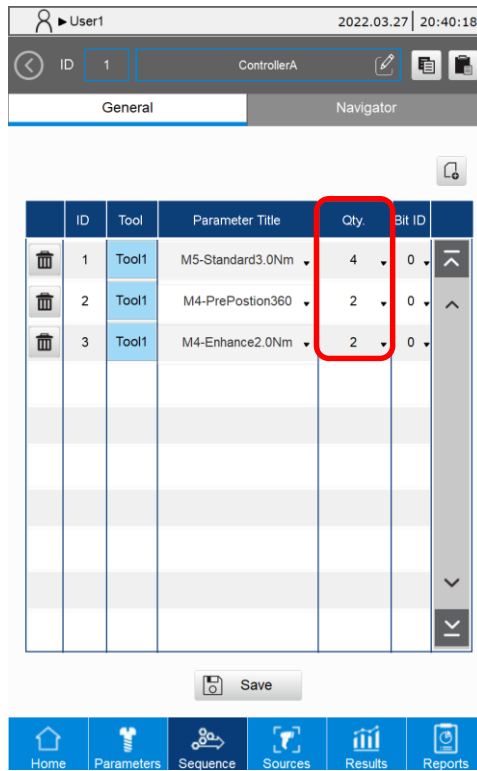 ►User1 2022.03.27 20:40:18
ID 1 ControllerA
General Navigator
ID Tool Parameter Title Qty. Bit ID
1 Tool1 M5-Standard3.0Nm 4 0
2 Tool1 M4-PrePostion360 2 0
3 Tool1 M4-Enhance2.0Nm 2 0
Save
Home Parameters Sequence Sources Results Reports